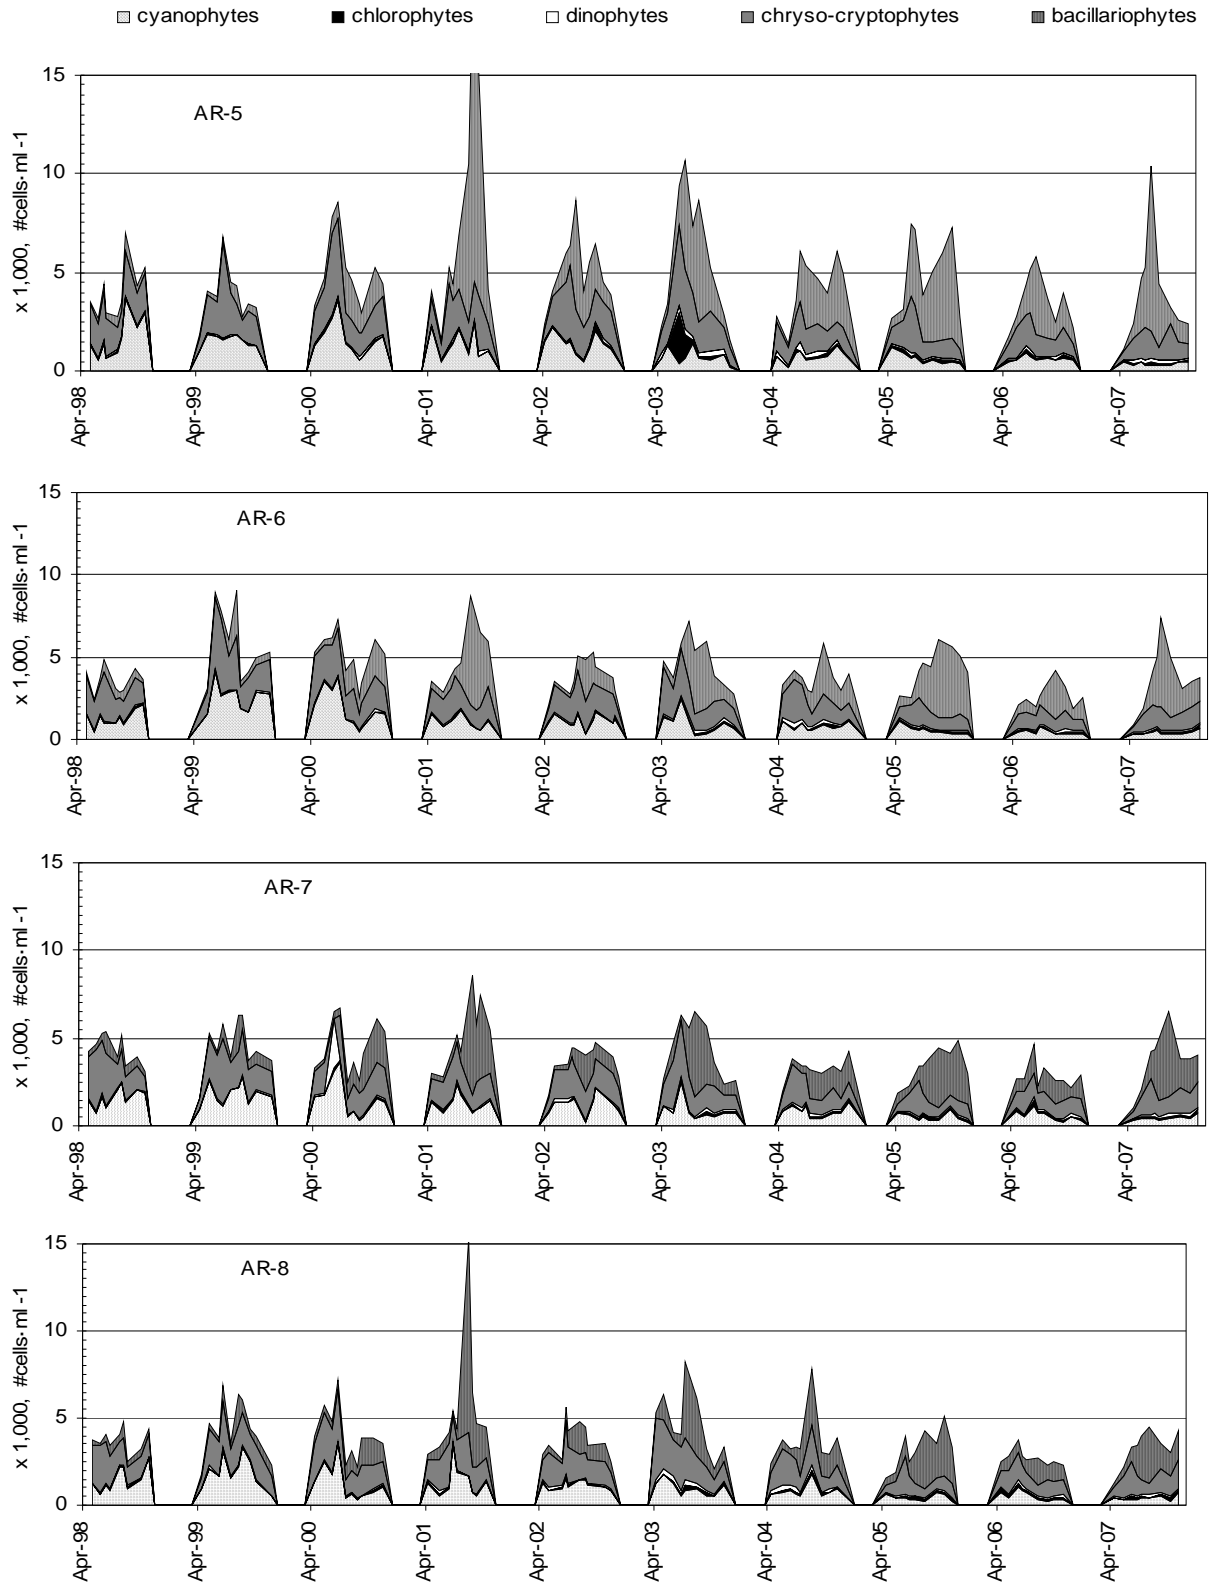 cyanophytes chlorophytes dinophytes chryso-cryptophytes bacillariophytes
AR-5
x 1,000, #cells·ml -1
15
10
5
0
Apr-98 Apr-99 Apr-00 Apr-01 Apr-02 Apr-03 Apr-04 Apr-05 Apr-06 Apr-07
AR-6
x 1,000, #cells·ml -1
15
10
5
0
Apr-98 Apr-99 Apr-00 Apr-01 Apr-02 Apr-03 Apr-04 Apr-05 Apr-06 Apr-07
AR-7
x 1,000, #cells·ml -1
15
10
5
0
Apr-98 Apr-99 Apr-00 Apr-01 Apr-02 Apr-03 Apr-04 Apr-05 Apr-06 Apr-07
AR-8
x 1,000, #cells·ml -1
15
10
5
0
Apr-98 Apr-99 Apr-00 Apr-01 Apr-02 Apr-03 Apr-04 Apr-05 Apr-06 Apr-07